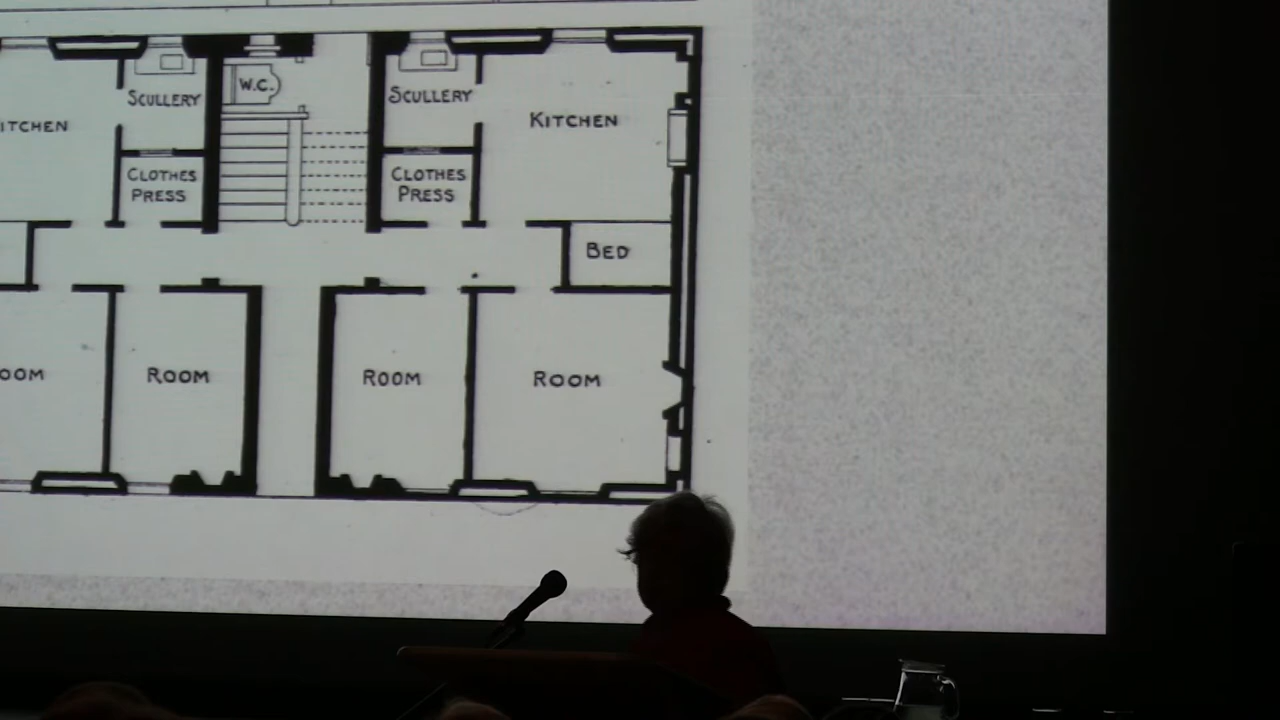 W.C.
SCULLERY
SCULLERY
ITCHEN
KITCHEN
CLOTHES
PRESS
CLOTHES
PRESS
BED
OOM
ROOM
ROOM
ROOM